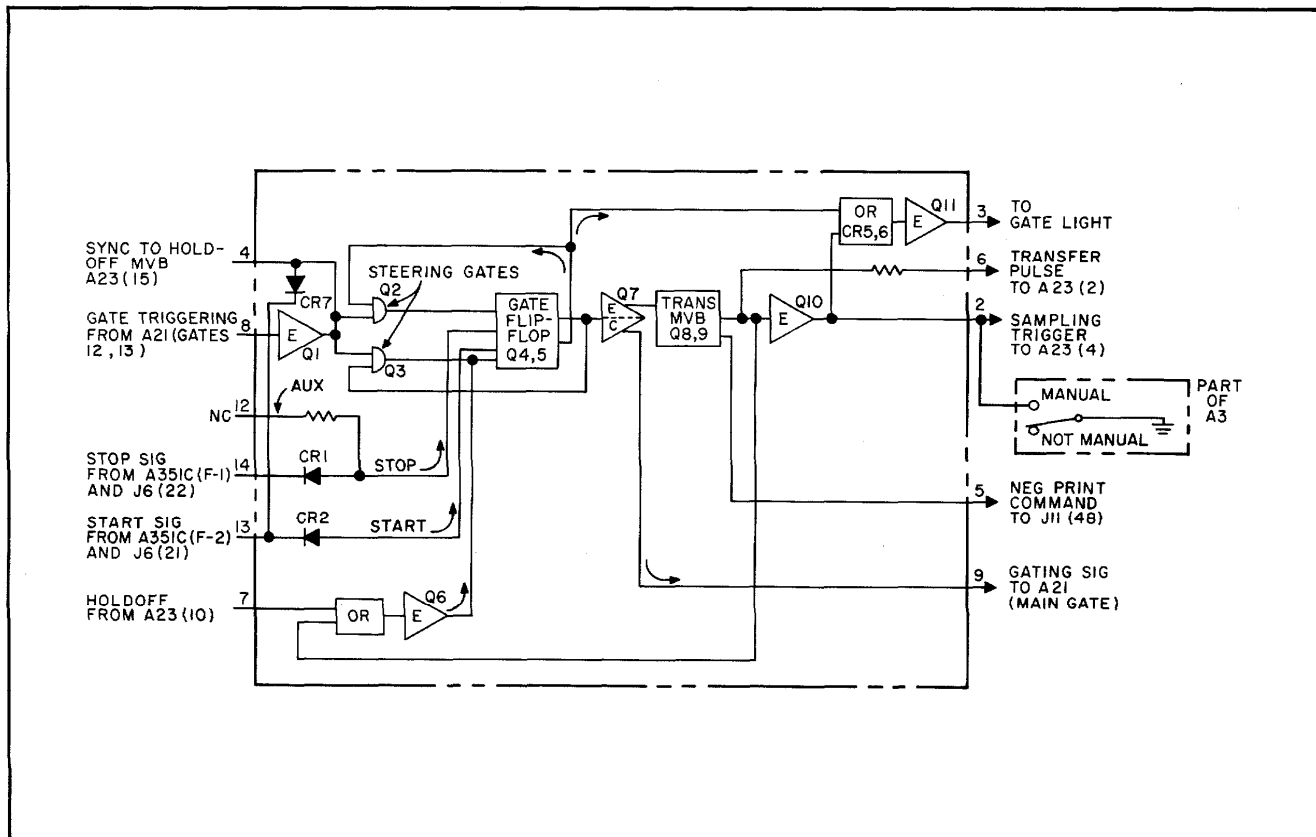 SYNC TO HOLD-
OFF MVB
A23 (15)
4
GATE TRIGGERING
FROM A21 (GATES
12, 13)
8
AUX
NC
12
STOP SIG
FROM A35IC (F-1)
AND J6 (22)
14
START SIG
FROM A35IC (F-2)
AND J6 (21)
13
HOLDOFF
FROM A23 (10)
7
CR7
E
Q1
STEERING GATES
Q2
Q3
CR1
STOP
CR2
START
OR
E
Q6
GATE
FLIP-
FLOP
Q4,5
Q7
E
C
TRANS
MVB
Q8,9
E
Q10
OR
CR5,6
E
Q11
3
TO
GATE LIGHT
6
TRANSFER
PULSE
TO A23 (2)
2
SAMPLING
TRIGGER
TO A23 (4)
MANUAL
NOT MANUAL
PART
OF
A3
5
NEG PRINT
COMMAND
TO J11 (48)
9
GATING SIG
TO A21
(MAIN GATE)